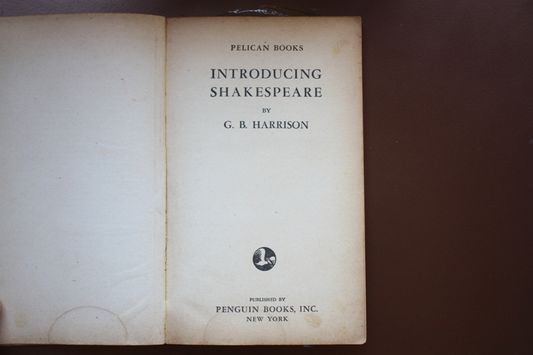 PELICAN BOOKS
INTRODUCING
SHAKESPEARE
BY
G. B. HARRISON
PUBLISHED BY
PENGUIN BOOKS, INC.
NEW YORK